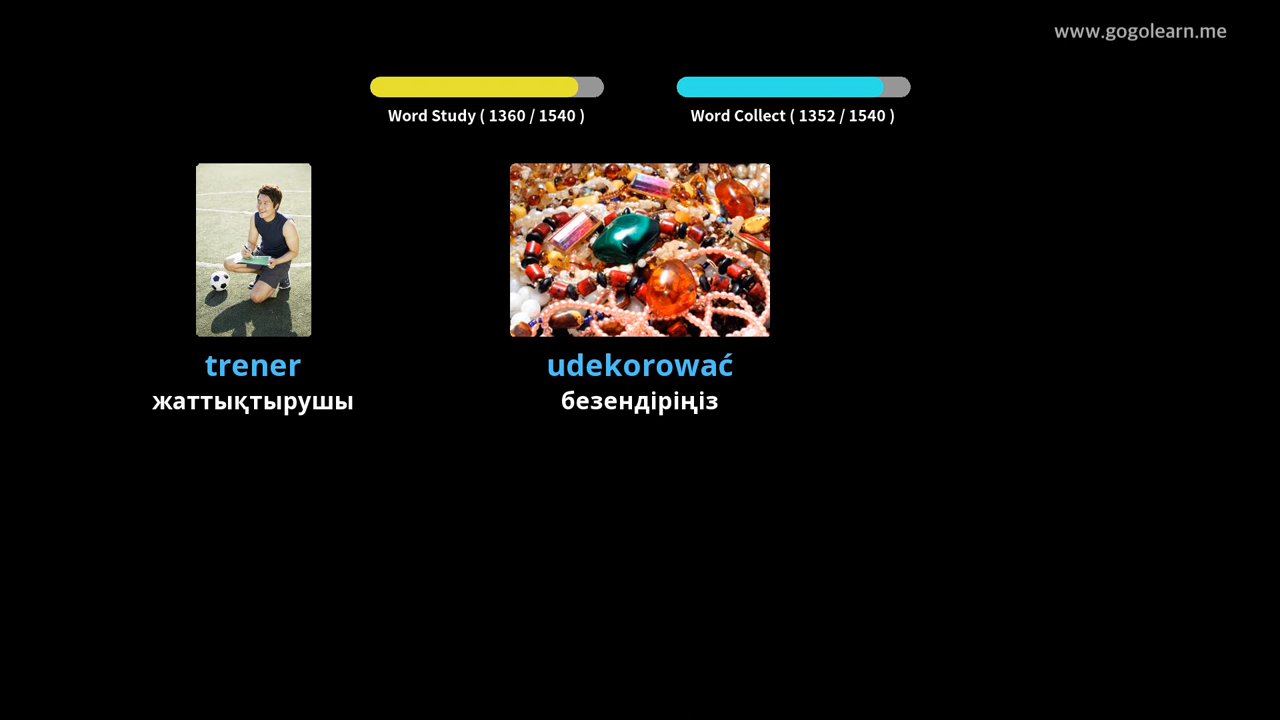 www.gogolearn.me
Word Study ( 1360 / 1540 )
Word Collect ( 1352 / 1540 )
trener
жаттықтырушы
udekorować
безендіріңіз